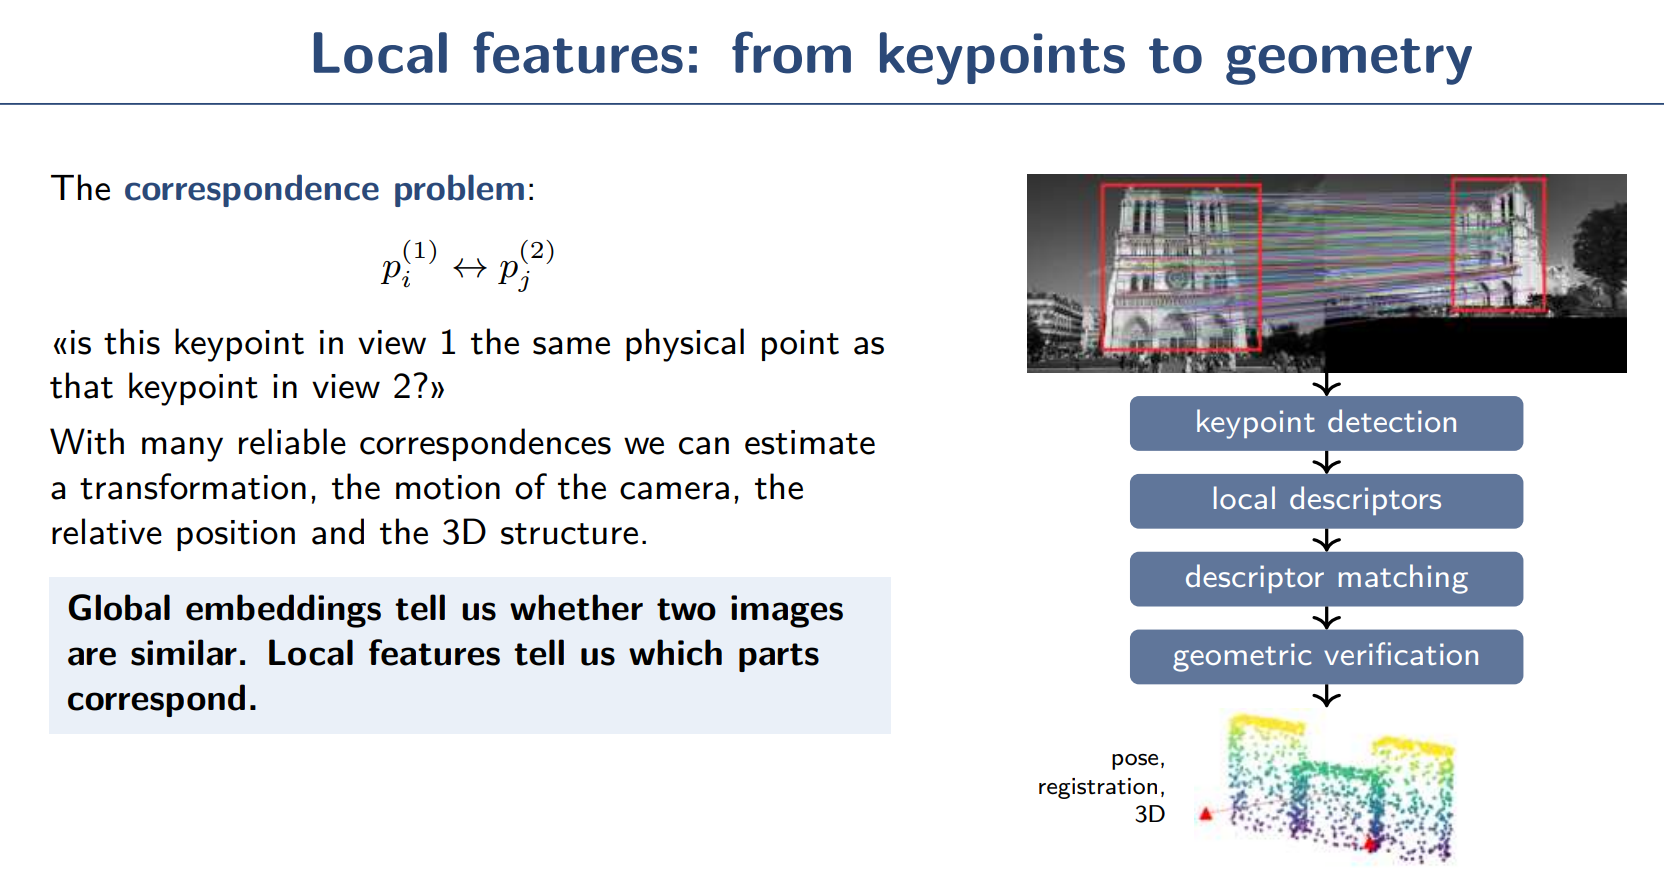 Local features: from keypoints to geometry
The correspondence problem:
p_i^{(1)} ↔ p_j^{(2)}
«is this keypoint in view 1 the same physical point as
that keypoint in view 2?»
With many reliable correspondences we can estimate
a transformation, the motion of the camera, the
relative position and the 3D structure.
Global embeddings tell us whether two images
are similar. Local features tell us which parts
correspond.
keypoint detection
local descriptors
descriptor matching
geometric verification
pose,
registration,
3D